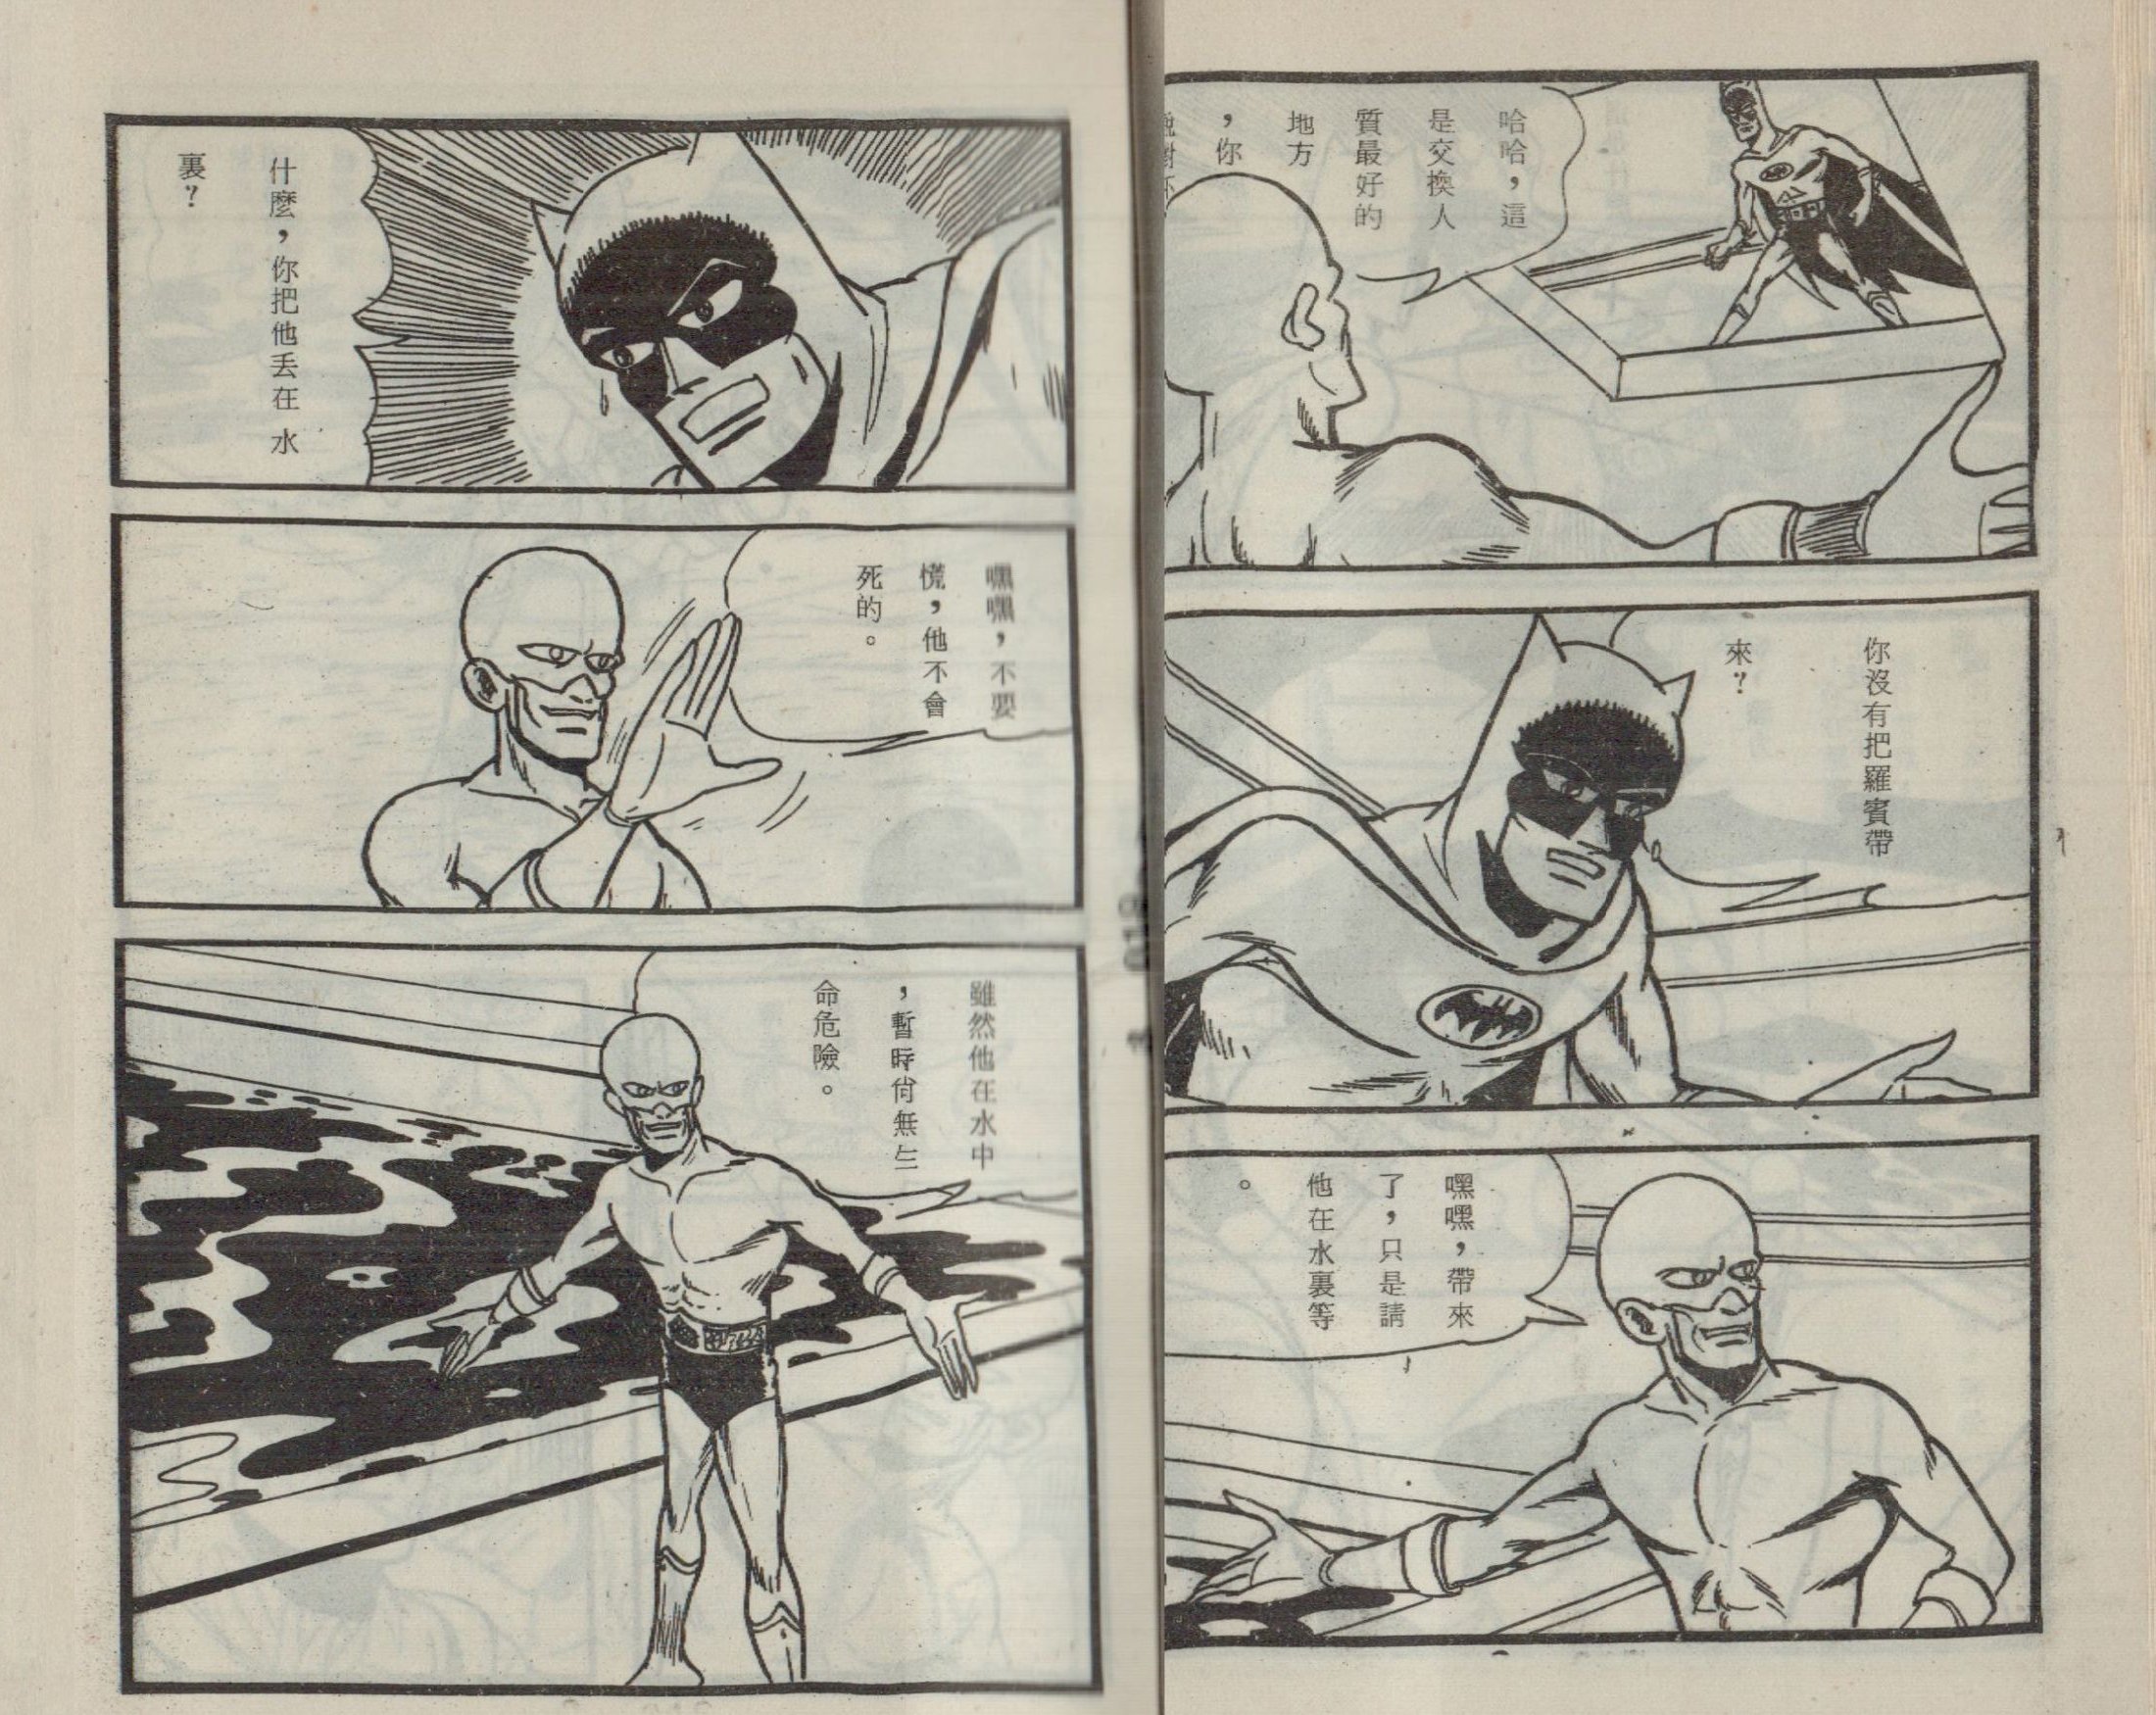 哈哈，這
是交換人
質最好的
地方
，你
你沒有把羅賓帶
來？
嘿嘿，帶來
了，只是請
他在水裏等
。
什麼，你把他丟在水
裏？
嘿嘿，不要
慌，他不會
死的。
雖然他在水中
，暫時尚無生
命危險。